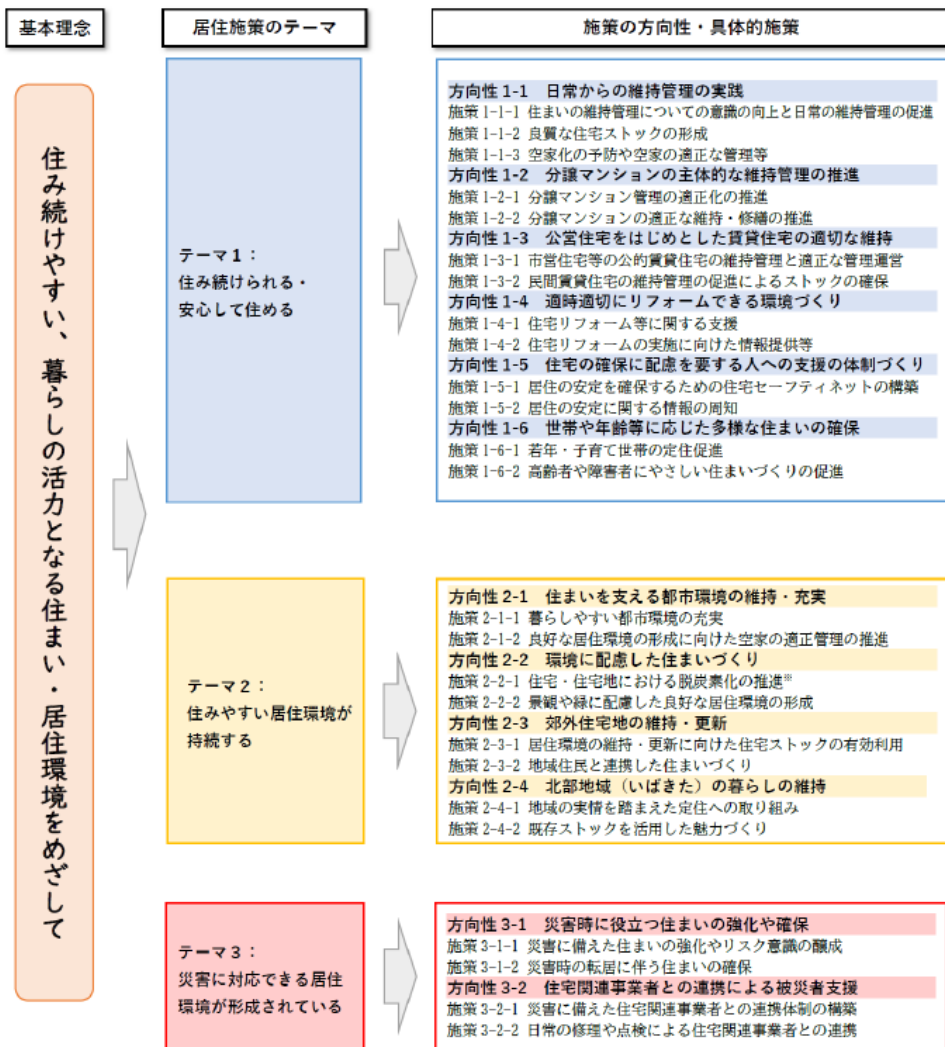 基本理念
居住施策のテーマ
施策の方向性・具体的施策
住み続けやすい、暮らしの活力となる住まい・居住環境をめざして
テーマ1：
住み続けられる・
安心して住める
方向性 1-1 日常からの維持管理の実践
施策 1-1-1 住まいの維持管理についての意識の向上と日常の維持管理の促進
施策 1-1-2 良質な住宅ストックの形成
施策 1-1-3 空家化の予防や空家の適正な管理等
方向性 1-2 分譲マンションの主体的な維持管理の推進
施策 1-2-1 分譲マンション管理の適正化の推進
施策 1-2-2 分譲マンションの適正な維持・修繕の推進
方向性 1-3 公営住宅をはじめとした賃貸住宅の適切な維持
施策 1-3-1 市営住宅等の公的賃貸住宅の維持管理と適正な管理運営
施策 1-3-2 民間賃貸住宅の維持管理の促進によるストックの確保
方向性 1-4 適時適切にリフォームできる環境づくり
施策 1-4-1 住宅リフォーム等に関する支援
施策 1-4-2 住宅リフォームの実施に向けた情報提供等
方向性 1-5 住宅の確保に配慮を要する人への支援の体制づくり
施策 1-5-1 居住の安定を確保するための住宅セーフティネットの構築
施策 1-5-2 居住の安定に関する情報の周知
方向性 1-6 世帯や年齢等に応じた多様な住まいの確保
施策 1-6-1 若年・子育て世帯の定住促進
施策 1-6-2 高齢者や障害者にやさしい住まいづくりの促進
テーマ2：
住みやすい居住環境が
持続する
方向性 2-1 住まいを支える都市環境の維持・充実
施策 2-1-1 暮らしやすい都市環境の充実
施策 2-1-2 良好な居住環境の形成に向けた空家の適正管理の推進
方向性 2-2 環境に配慮した住まいづくり
施策 2-2-1 住宅・住宅地における脱炭素化の推進※
施策 2-2-2 景観や緑に配慮した良好な居住環境の形成
方向性 2-3 郊外住宅地の維持・更新
施策 2-3-1 居住環境の維持・更新に向けた住宅ストックの有効利用
施策 2-3-2 地域住民と連携した住まいづくり
方向性 2-4 北部地域（いばきた）の暮らしの維持
施策 2-4-1 地域の実情を踏まえた定住への取り組み
施策 2-4-2 既存ストックを活用した魅力づくり
テーマ3：
災害に対応できる居住
環境が形成されている
方向性 3-1 災害時に役立つ住まいの強化や確保
施策 3-1-1 災害に備えた住まいの強化やリスク意識の醸成
施策 3-1-2 災害時の転居に伴う住まいの確保
方向性 3-2 住宅関連事業者との連携による被災者支援
施策 3-2-1 災害に備えた住宅関連事業者との連携体制の構築
施策 3-2-2 日常の修理や点検による住宅関連事業者との連携